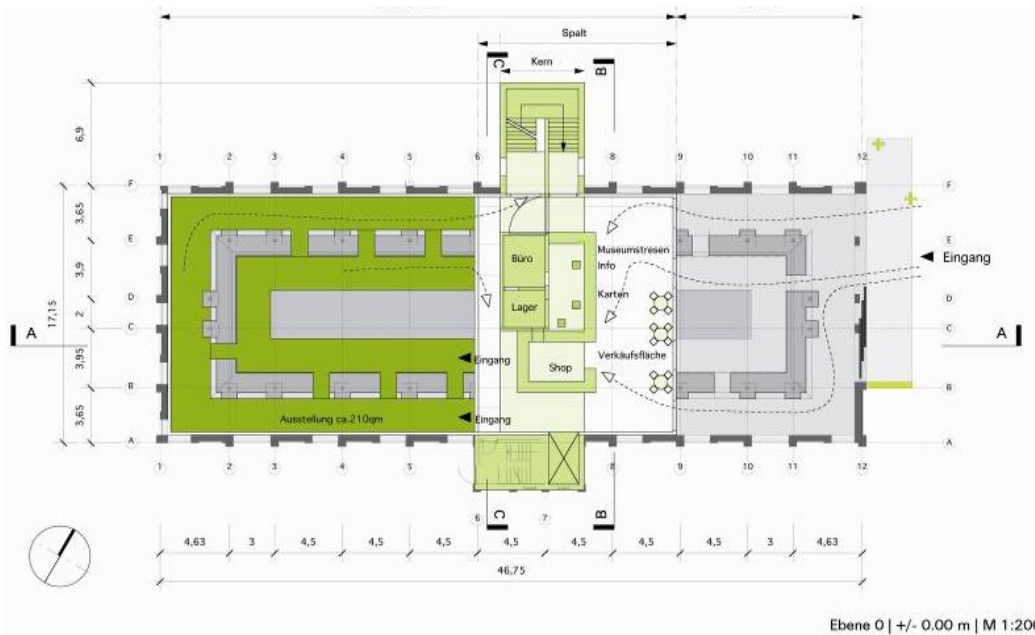 Spalt
Kern
C
B
6,9
1 2 3 4 5 6 8 9 10 11 12
F F
3,65
E Büro Museumstresen E
Info
Eingang
3,9
17,15
D Karten D
Lager
2
A C C A
Verkäufsfläche
Eingang
3,95
Shop
B B
Eingang
3,65
Ausstellung ca.210qm
A A
1 2 3 4 5 8 9 10 11 12
C B
6 7
4,63 3 4,5 4,5 4,5 4,5 4,5 4,5 4,5 3 4,63
46,75
Ebene 0 | +/- 0.00 m | M 1:200